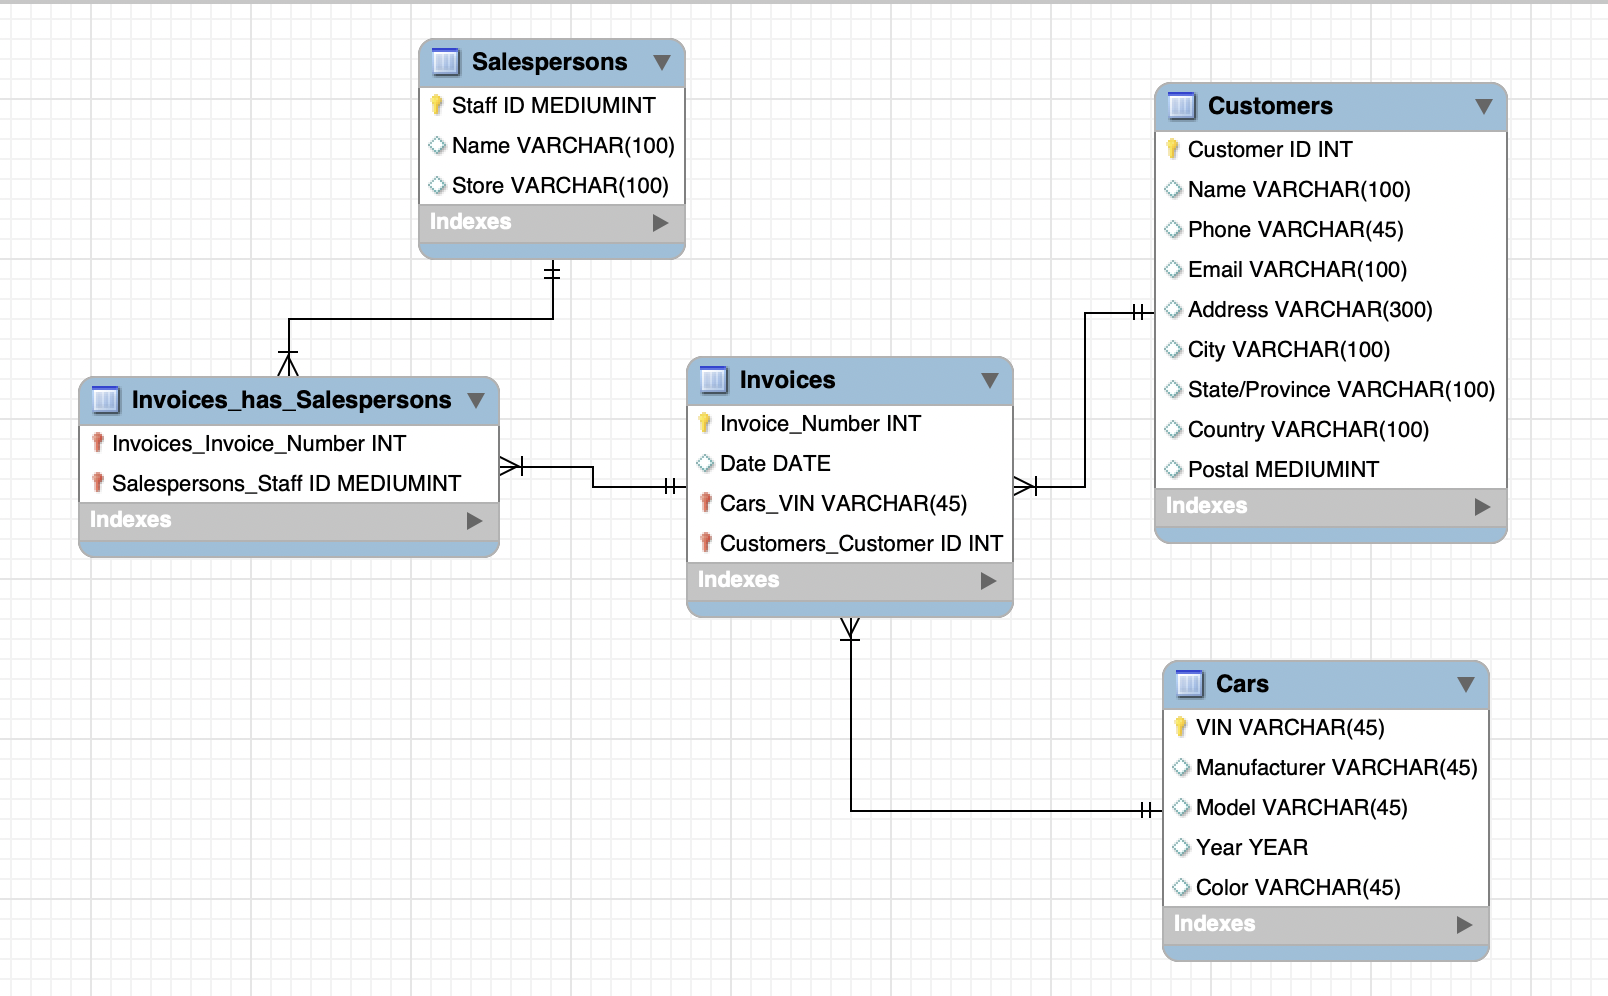 Salespersons
Staff ID MEDIUMINT
Name VARCHAR(100)
Store VARCHAR(100)
Indexes
Customers
Customer ID INT
Name VARCHAR(100)
Phone VARCHAR(45)
Email VARCHAR(100)
Address VARCHAR(300)
City VARCHAR(100)
State/Province VARCHAR(100)
Country VARCHAR(100)
Postal MEDIUMINT
Indexes
Invoices_has_Salespersons
Invoices_Invoice_Number INT
Salespersons_Staff ID MEDIUMINT
Indexes
Invoices
Invoice_Number INT
Date DATE
Cars_VIN VARCHAR(45)
Customers_Customer ID INT
Indexes
Cars
VIN VARCHAR(45)
Manufacturer VARCHAR(45)
Model VARCHAR(45)
Year YEAR
Color VARCHAR(45)
Indexes